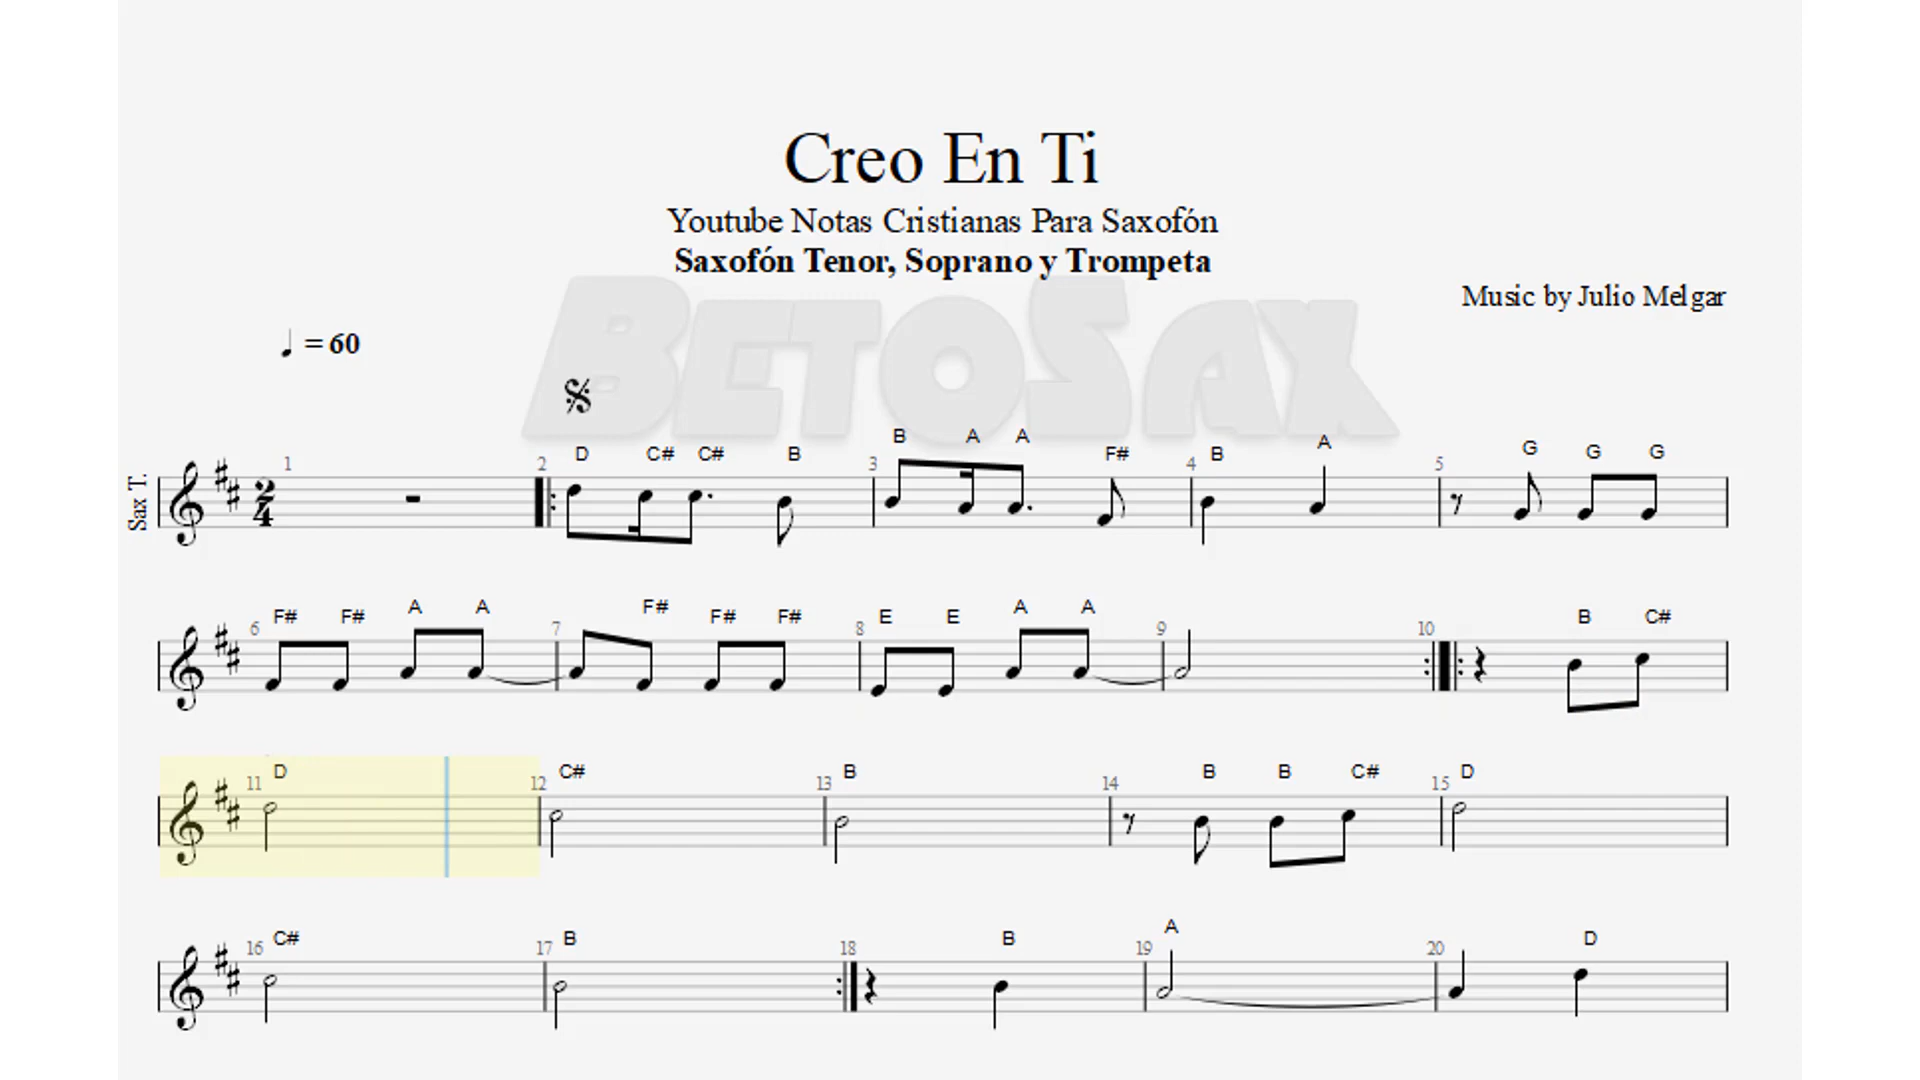 Creo En Ti
Youtube Notas Cristianas Para Saxofón
Saxofón Tenor, Soprano y Trompeta
BETOSAX
Music by Julio Melgar
= 60
Sax T.
2 4
1 2 D C# C# B 3 B A A F# 4 B A 5 G G G
6 F# F# A A 7 F# F# F# 8 E E A A 9 10 B C#
11 D 12 C# 13 B 14 B B C# 15 D
16 C# 17 B 18 B 19 A 20 D